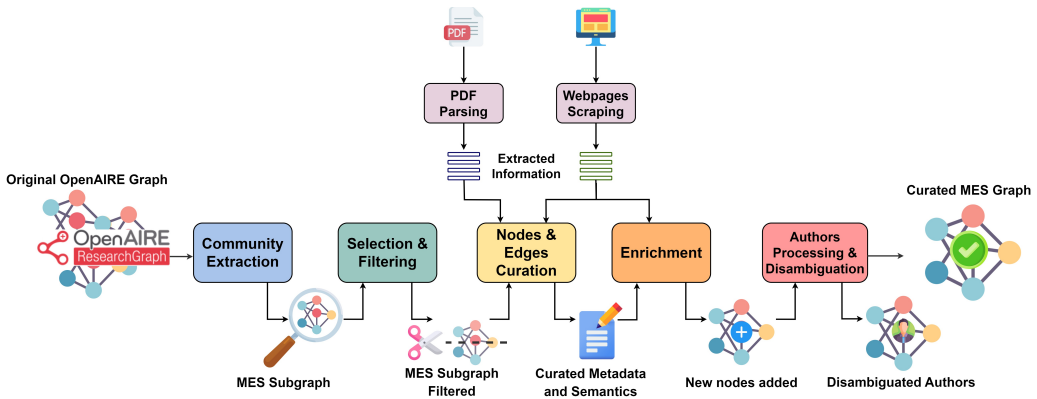 PDF
PDF
Parsing
Webpages
Scraping
Extracted
Information
Original OpenAIRE Graph
OpenAIRE
ResearchGraph
Community
Extraction
Selection &
Filtering
Nodes &
Edges
Curation
Enrichment
Authors
Processing &
Disambiguation
Curated MES Graph
MES Subgraph
MES Subgraph
Filtered
Curated Metadata
and Semantics
New nodes added
Disambiguated Authors